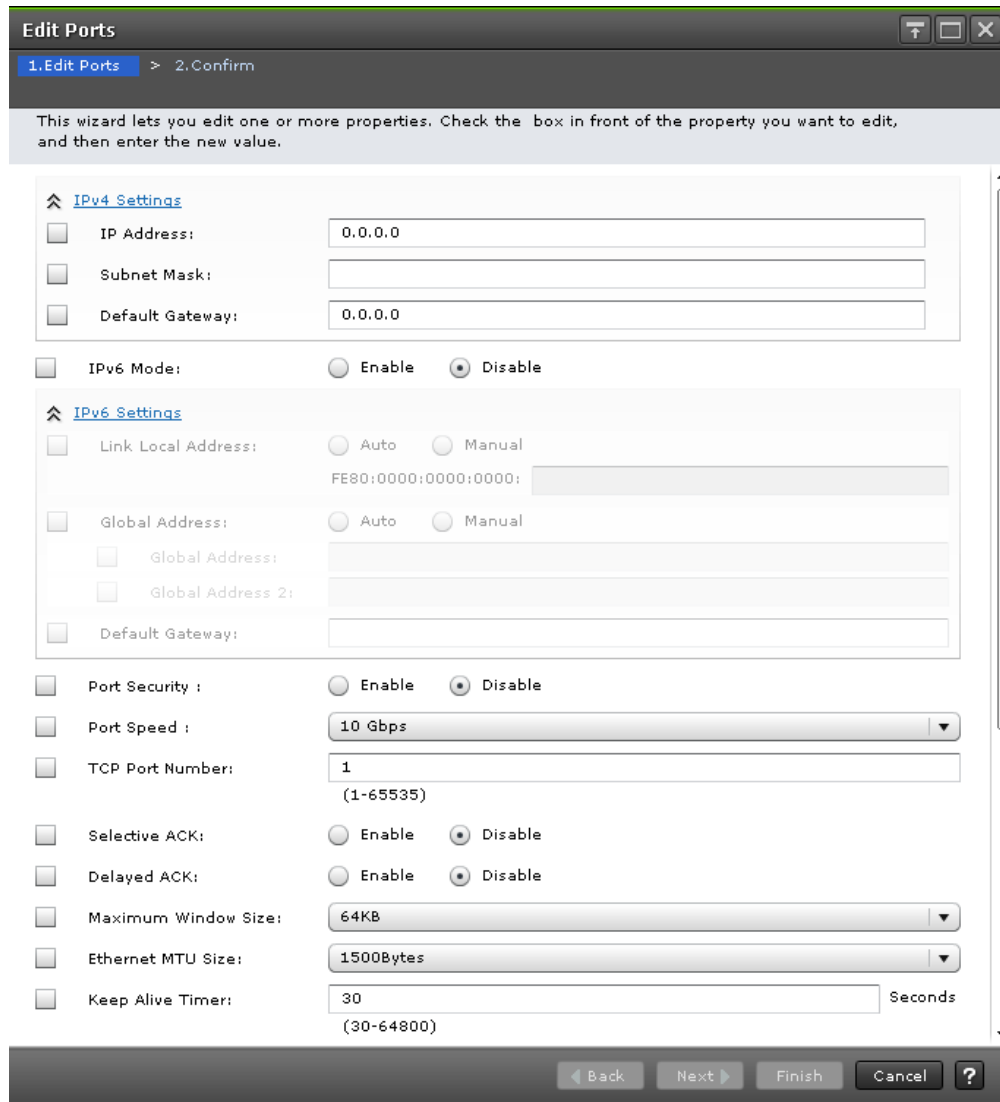 Edit Ports
1.Edit Ports > 2.Confirm
This wizard lets you edit one or more properties. Check the box in front of the property you want to edit,
and then enter the new value.
IPv4 Settings
IP Address: 0.0.0.0
Subnet Mask:
Default Gateway: 0.0.0.0
IPv6 Mode: Enable Disable
IPv6 Settings
Link Local Address: Auto Manual
FE80:0000:0000:0000:
Global Address: Auto Manual
Global Address:
Global Address 2:
Default Gateway:
Port Security : Enable Disable
Port Speed : 10 Gbps
TCP Port Number: 1
(1-65535)
Selective ACK: Enable Disable
Delayed ACK: Enable Disable
Maximum Window Size: 64KB
Ethernet MTU Size: 1500Bytes
Keep Alive Timer: 30 Seconds
(30-64800)
Back Next Finish Cancel ?